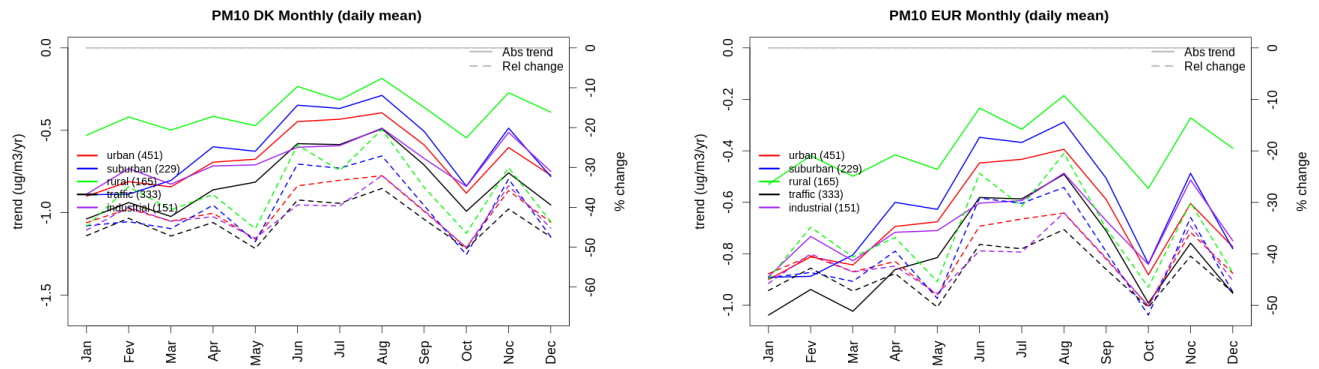 PM10 DK Monthly (daily mean)
trend (ug/m3/yr)
0.0
-0.5
-1.0
-1.5
Abs trend
Rel change
urban (451)
suburban (229)
rural (165)
traffic (333)
industrial (151)
0
-10
-20
-30
-40
-50
-60
% change
Jan Fev Mar Apr May Jun Jul Aug Sep Oct Noc Dec
PM10 EUR Monthly (daily mean)
trend (ug/m3/yr)
0.0
-0.2
-0.4
-0.6
-0.8
-1.0
Abs trend
Rel change
urban (451)
suburban (229)
rural (165)
traffic (333)
industrial (151)
0
-10
-20
-30
-40
-50
% change
Jan Fev Mar Apr May Jun Jul Aug Sep Oct Noc Dec